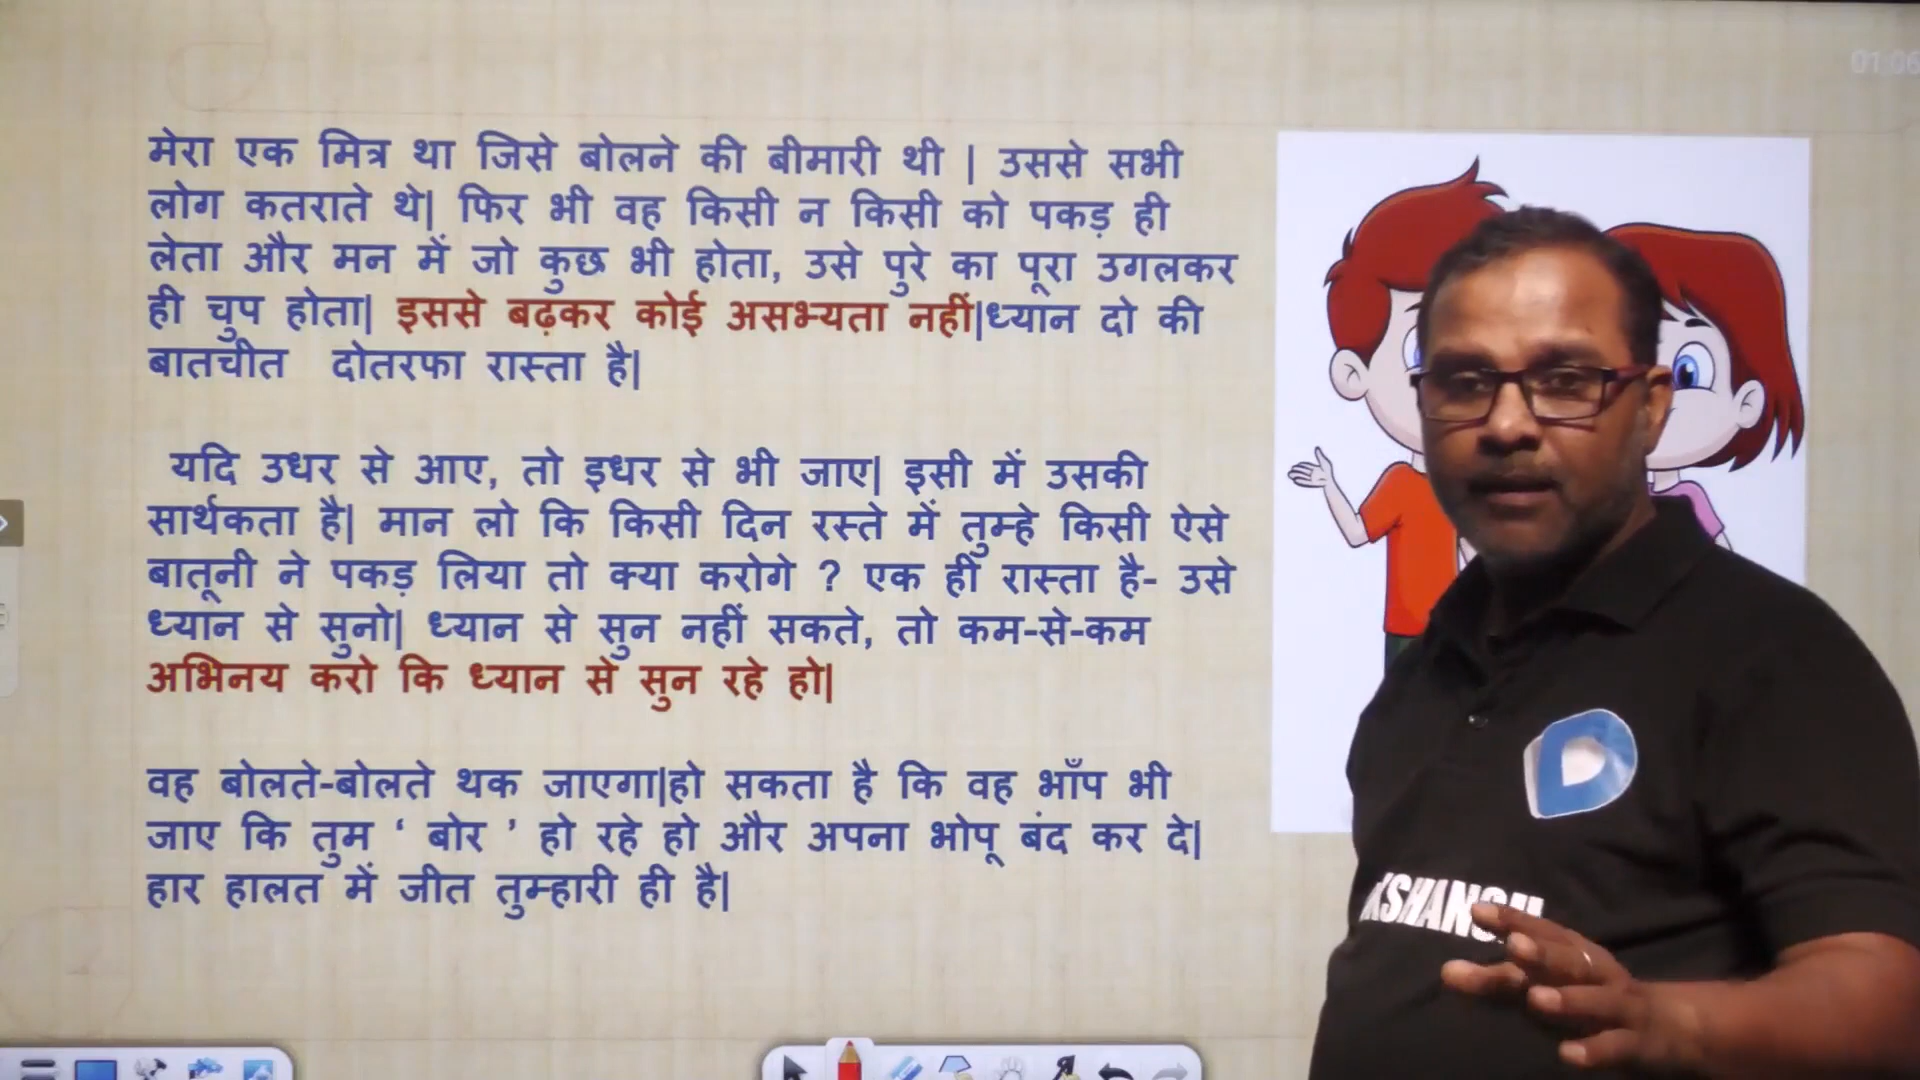 01:06
मेरा एक मित्र था जिसे बोलने की बीमारी थी | उससे सभी
लोग कतराते थे| फिर भी वह किसी न किसी को पकड़ ही
लेता और मन में जो कुछ भी होता, उसे पुरे का पूरा उगलकर
ही चुप होता| इससे बढ़कर कोई असभ्यता नहीं|ध्यान दो की
बातचीत दोतरफा रास्ता है|
यदि उधर से आए, तो इधर से भी जाए| इसी में उसकी
सार्थकता है| मान लो कि किसी दिन रस्ते में तुम्हे किसी ऐसे
बातूनी ने पकड़ लिया तो क्या करोगे ? एक ही रास्ता है- उसे
ध्यान से सुनो| ध्यान से सुन नहीं सकते, तो कम-से-कम
अभिनय करो कि ध्यान से सुन रहे हो|
वह बोलते-बोलते थक जाएगा|हो सकता है कि वह भाँप भी
जाए कि तुम ‘ बोर ’ हो रहे हो और अपना भोपू बंद कर दे|
हार हालत में जीत तुम्हारी ही है|